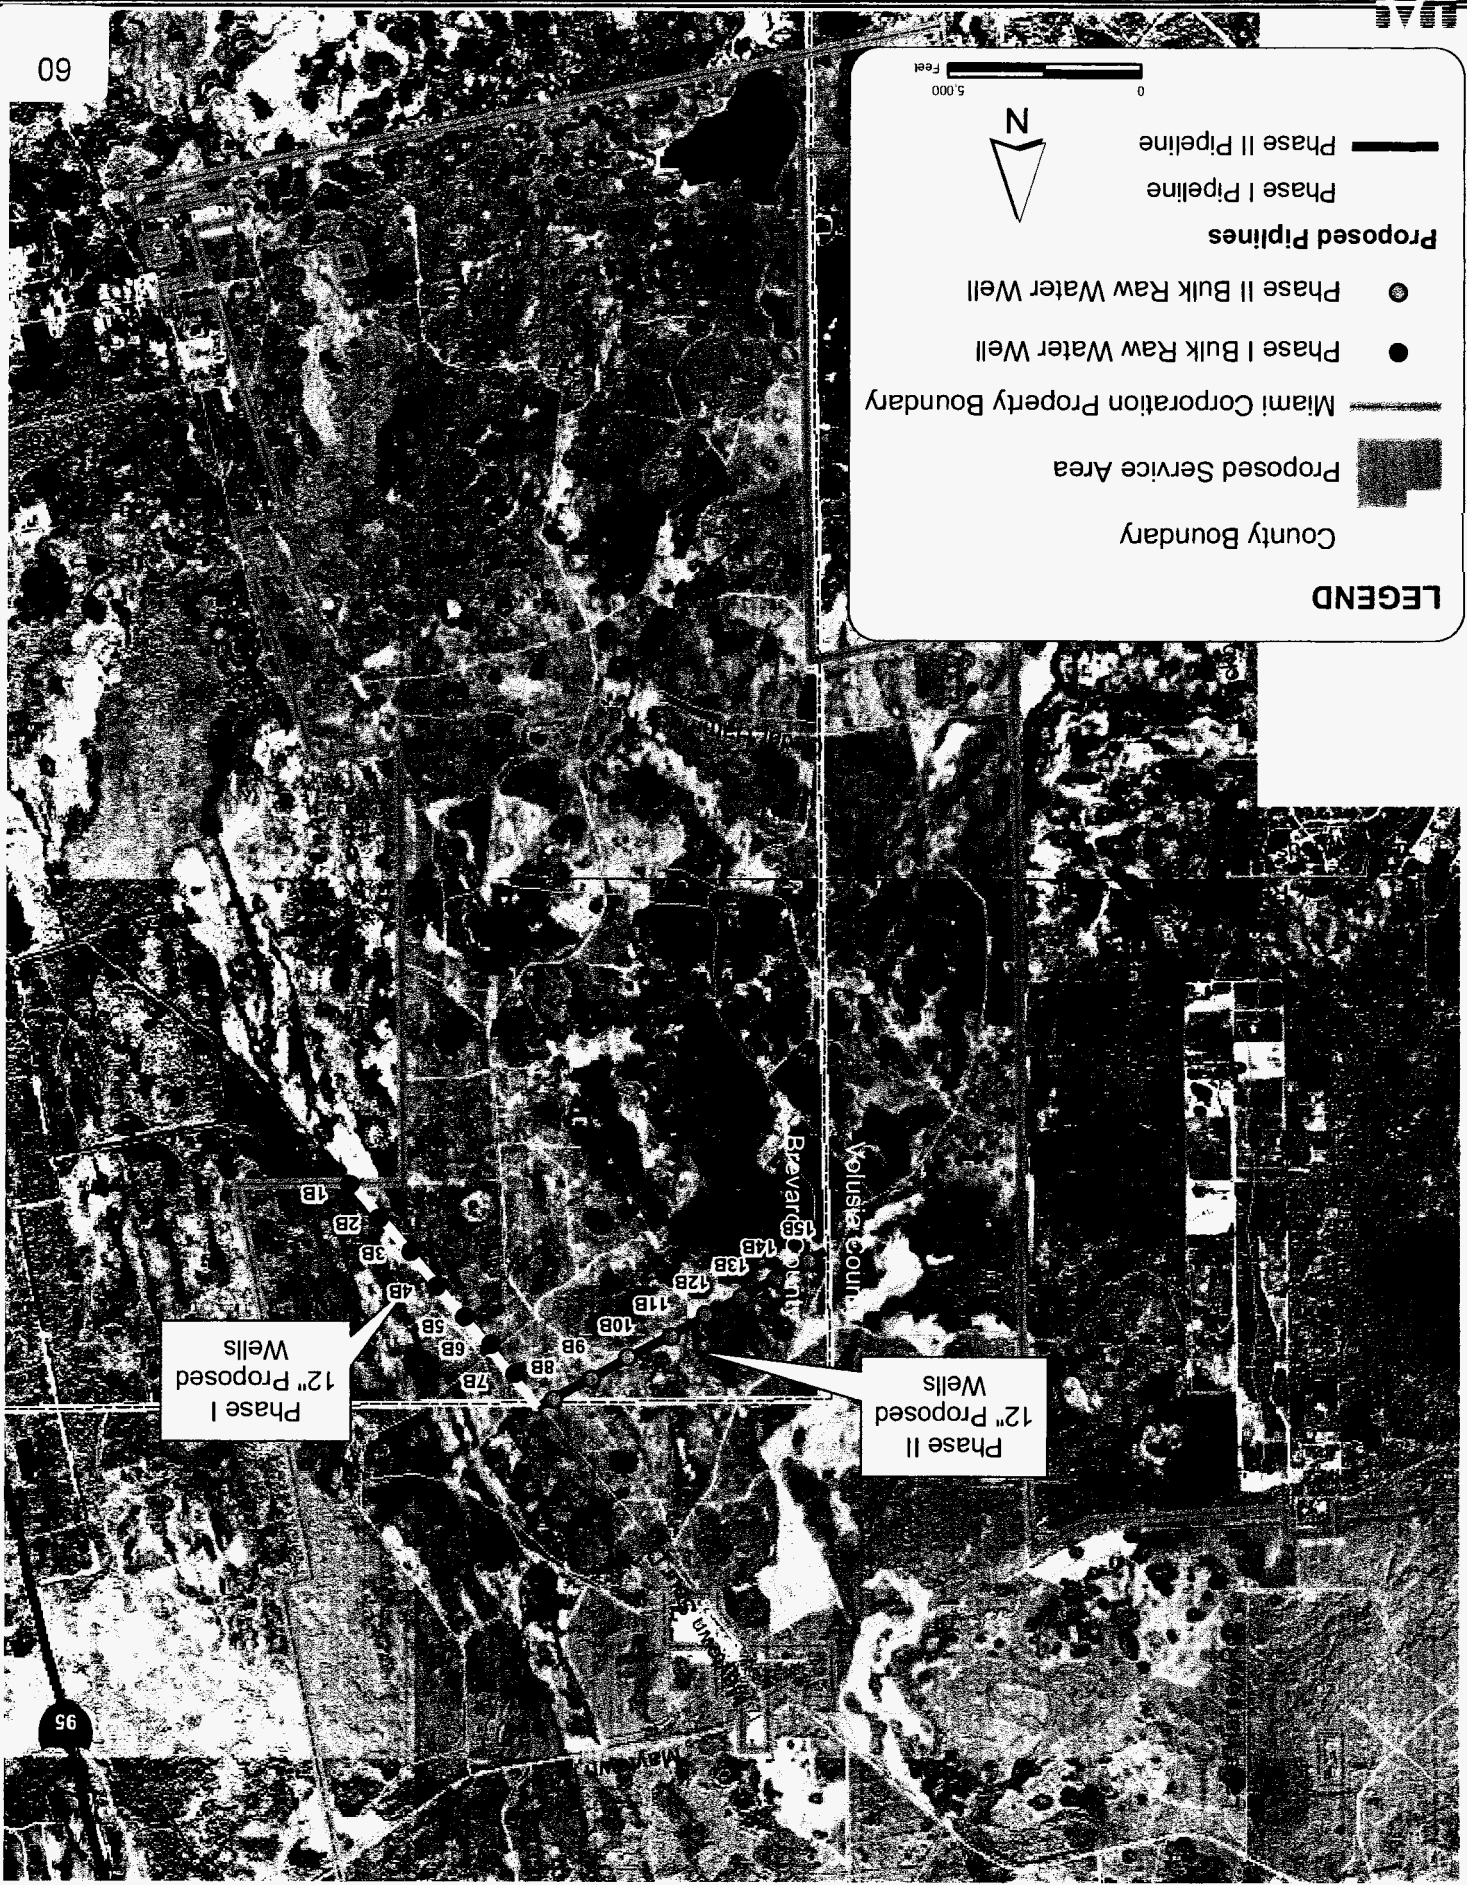 LEGEND
County Boundary
Proposed Service Area
Miami Corporation Property Boundary
Phase I Bulk Raw Water Well
Phase II Bulk Raw Water Well
Proposed Piplines
Phase I Pipeline
Phase II Pipeline
N
0 5,000
Feet
60
95
Maytown
Maytown
Phase II
12" Proposed
Wells
Phase I
12" Proposed
Wells
Volusia County
Brevard County
15B
14B
13B
12B
11B
10B
9B
8B
7B
6B
5B
4B
3B
2B
1B